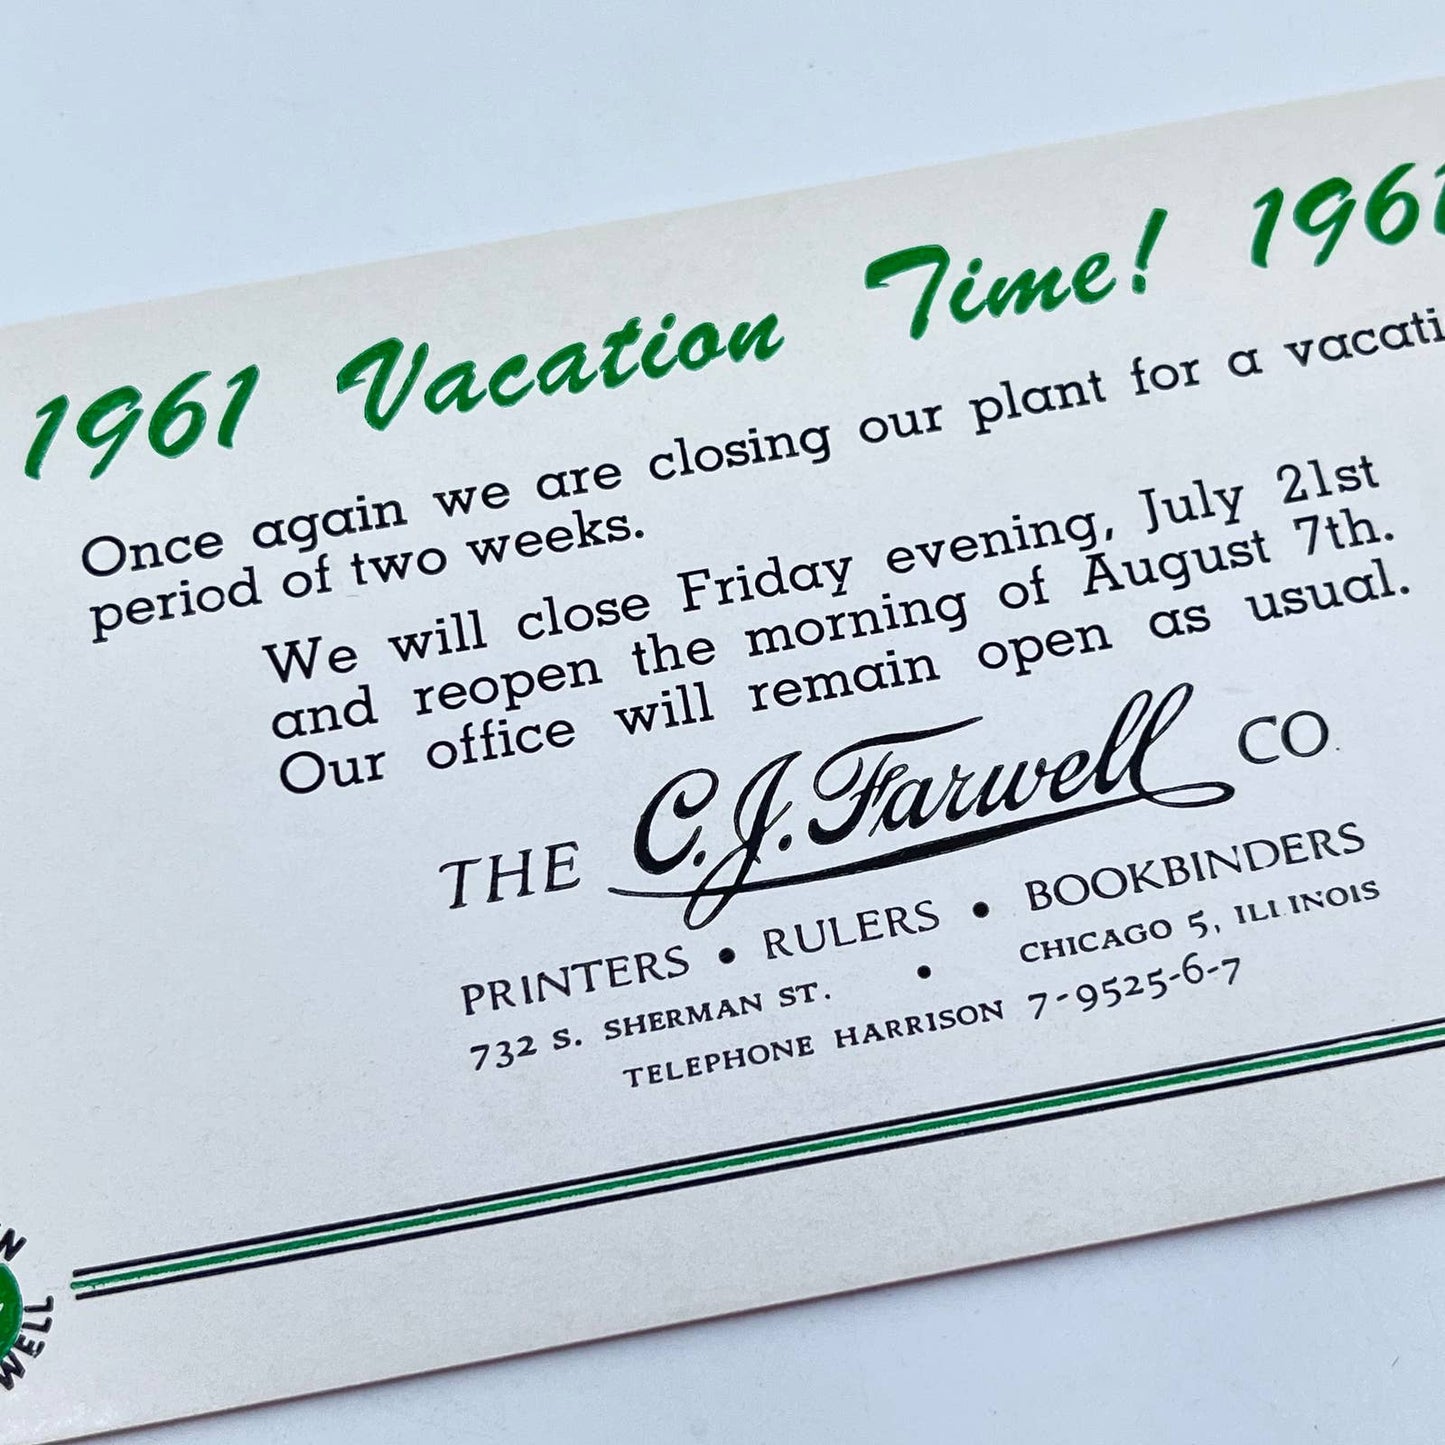 1961 Vacation Time! 1961
Once again we are closing our plant for a vacati
period of two weeks.
We will close Friday evening, July 21st
and reopen the morning of August 7th.
Our office will remain open as usual.
THE C.J. Farwell CO.
PRINTERS • RULERS • BOOKBINDERS
732 S. SHERMAN ST. • CHICAGO 5, ILLINOIS
TELEPHONE HARRISON 7-9525-6-7
WELL